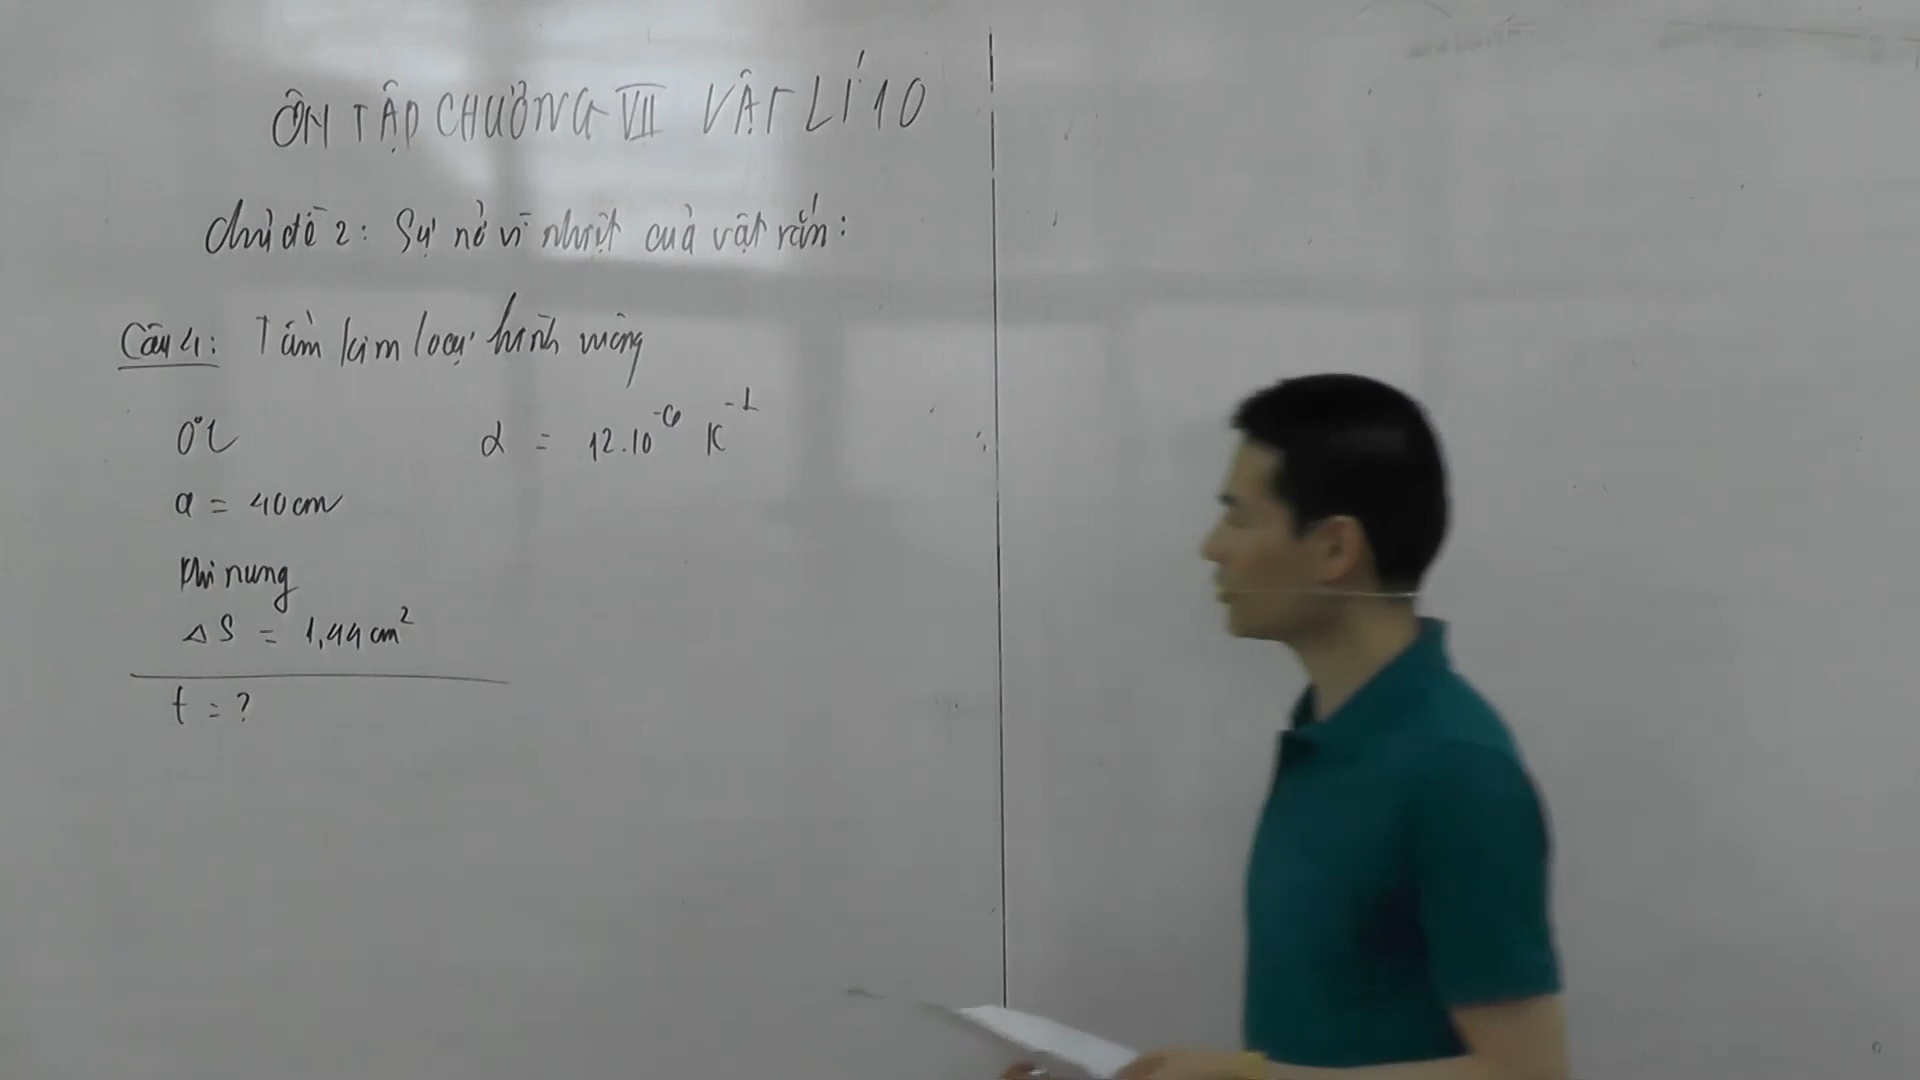 ÔN TẬP CHƯƠNG VII VẬT LÍ 10
Chủ đề 2: Sự nở vì nhiệt của vật rắn:
Câu 4: Tấm kim loại hình vuông
0°C α = 12.10⁻⁶ K⁻¹
a = 40cm
Khi nung
ΔS = 1,44 cm²
t = ?